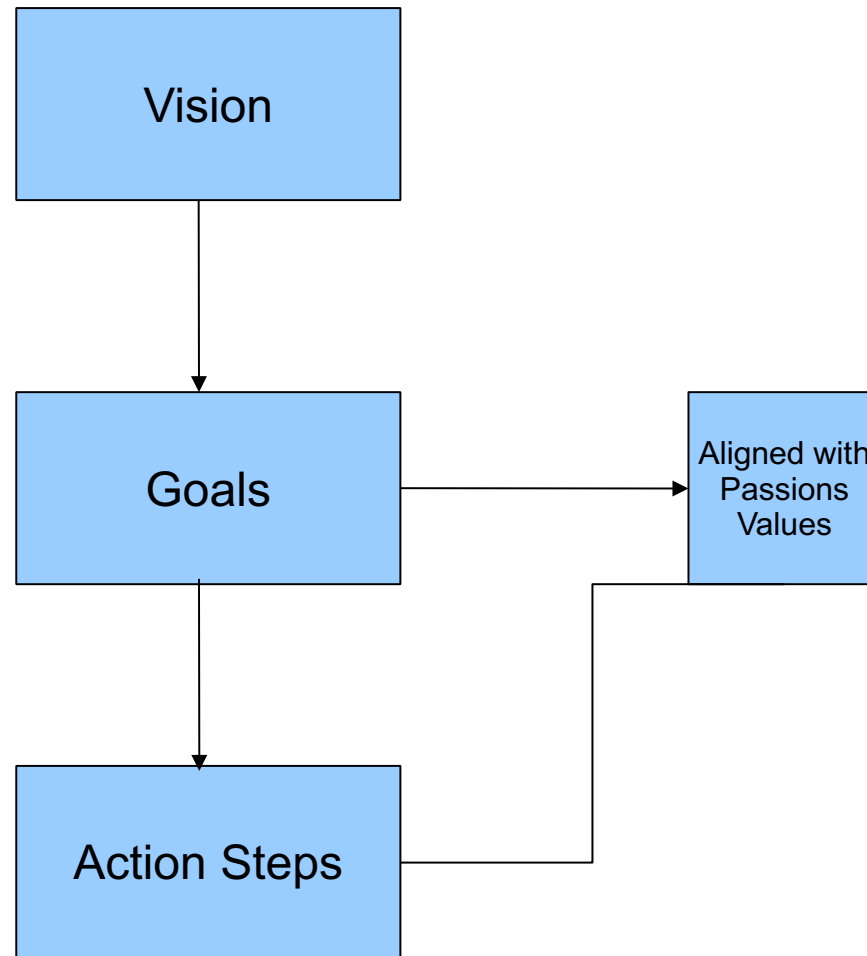 Vision
Goals
Aligned with
Passions
Values
Action Steps